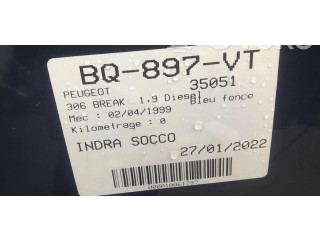 BQ-897-VT
PEUGEOT 35051
306 BREAK 1,9 Diesel Bleu fonce
Mec : 02/04/1999
Kilometrage : 0
INDRA SOCCO 27/01/2022